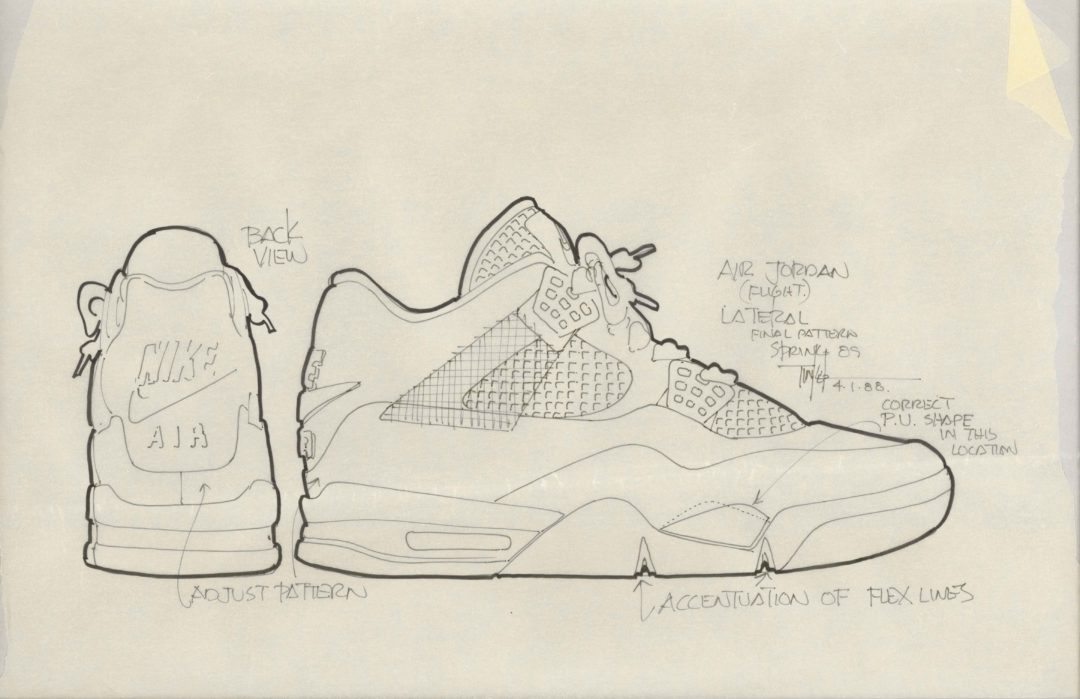 BACK
VIEW
NIKE
AIR
AIR JORDAN
(FLIGHT)
LATERAL
FINAL PATTERN
SPRING 89
4.1.88.
CORRECT
P.U. SHAPE
IN THIS
LOCATION
ADJUST PATTERN
ACCENTUATION OF FLEX LINES